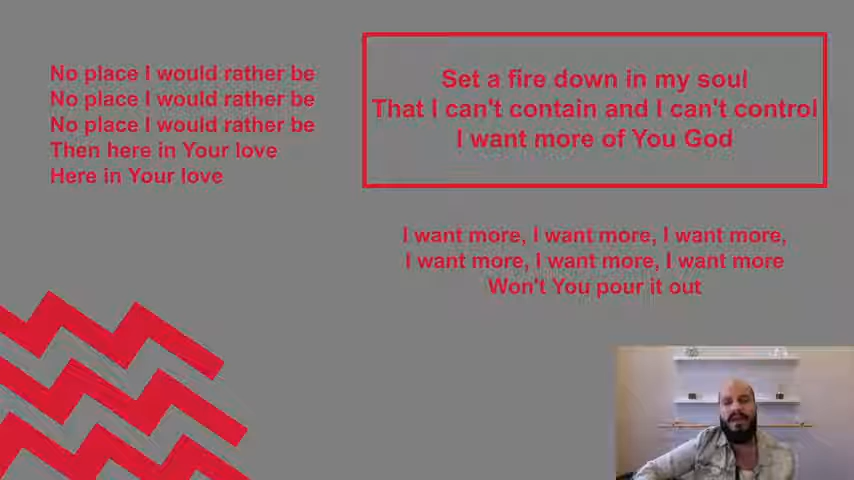 No place I would rather be
No place I would rather be
No place I would rather be
Then here in Your love
Here in Your love
Set a fire down in my soul
That I can't contain and I can't control
I want more of You God
I want more, I want more, I want more,
I want more, I want more, I want more
Won't You pour it out